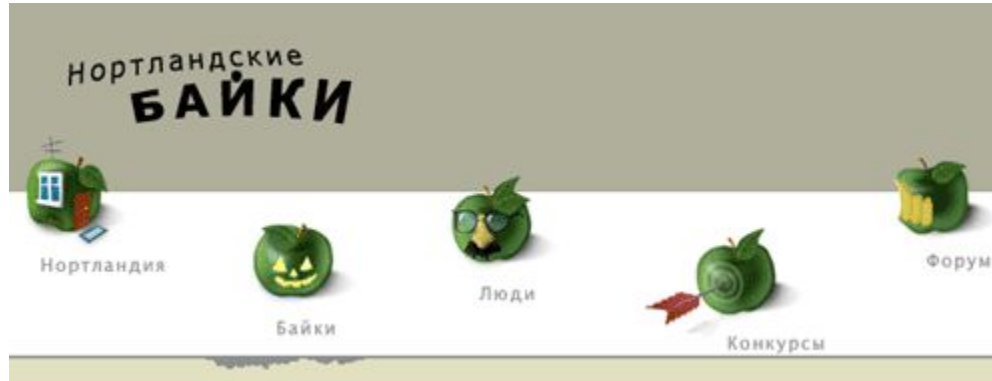 Нортландские
БАЙКИ
Нортландия
Байки
Люди
Конкурсы
Форум